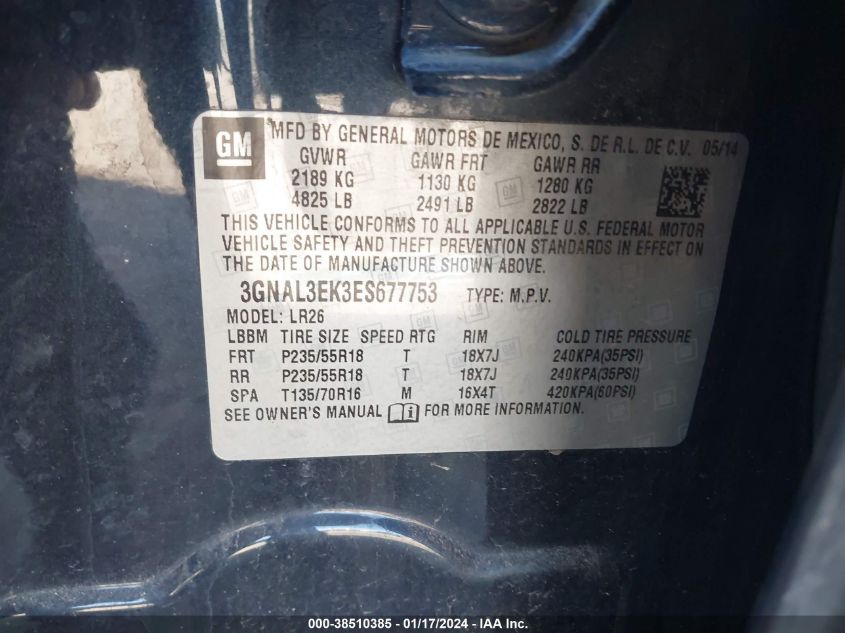 GM
MFD BY GENERAL MOTORS DE MEXICO, S. DE R.L. DE C.V. 05/14
GVWR GAWR FRT GAWR RR
2189 KG 1130 KG 1280 KG
4825 LB 2491 LB 2822 LB
THIS VEHICLE CONFORMS TO ALL APPLICABLE U.S. FEDERAL MOTOR
VEHICLE SAFETY AND THEFT PREVENTION STANDARDS IN EFFECT ON
THE DATE OF MANUFACTURE SHOWN ABOVE.
3GNAL3EK3ES677753 TYPE: M.P.V.
MODEL: LR26
LBBM TIRE SIZE SPEED RTG RIM COLD TIRE PRESSURE
FRT P235/55R18 T 18X7J 240KPA(35PSI)
RR P235/55R18 T 18X7J 240KPA(35PSI)
SPA T135/70R16 M 16X4T 420KPA(60PSI)
SEE OWNER'S MANUAL i FOR MORE INFORMATION.
000-38510385 - 01/17/2024 - IAA Inc.